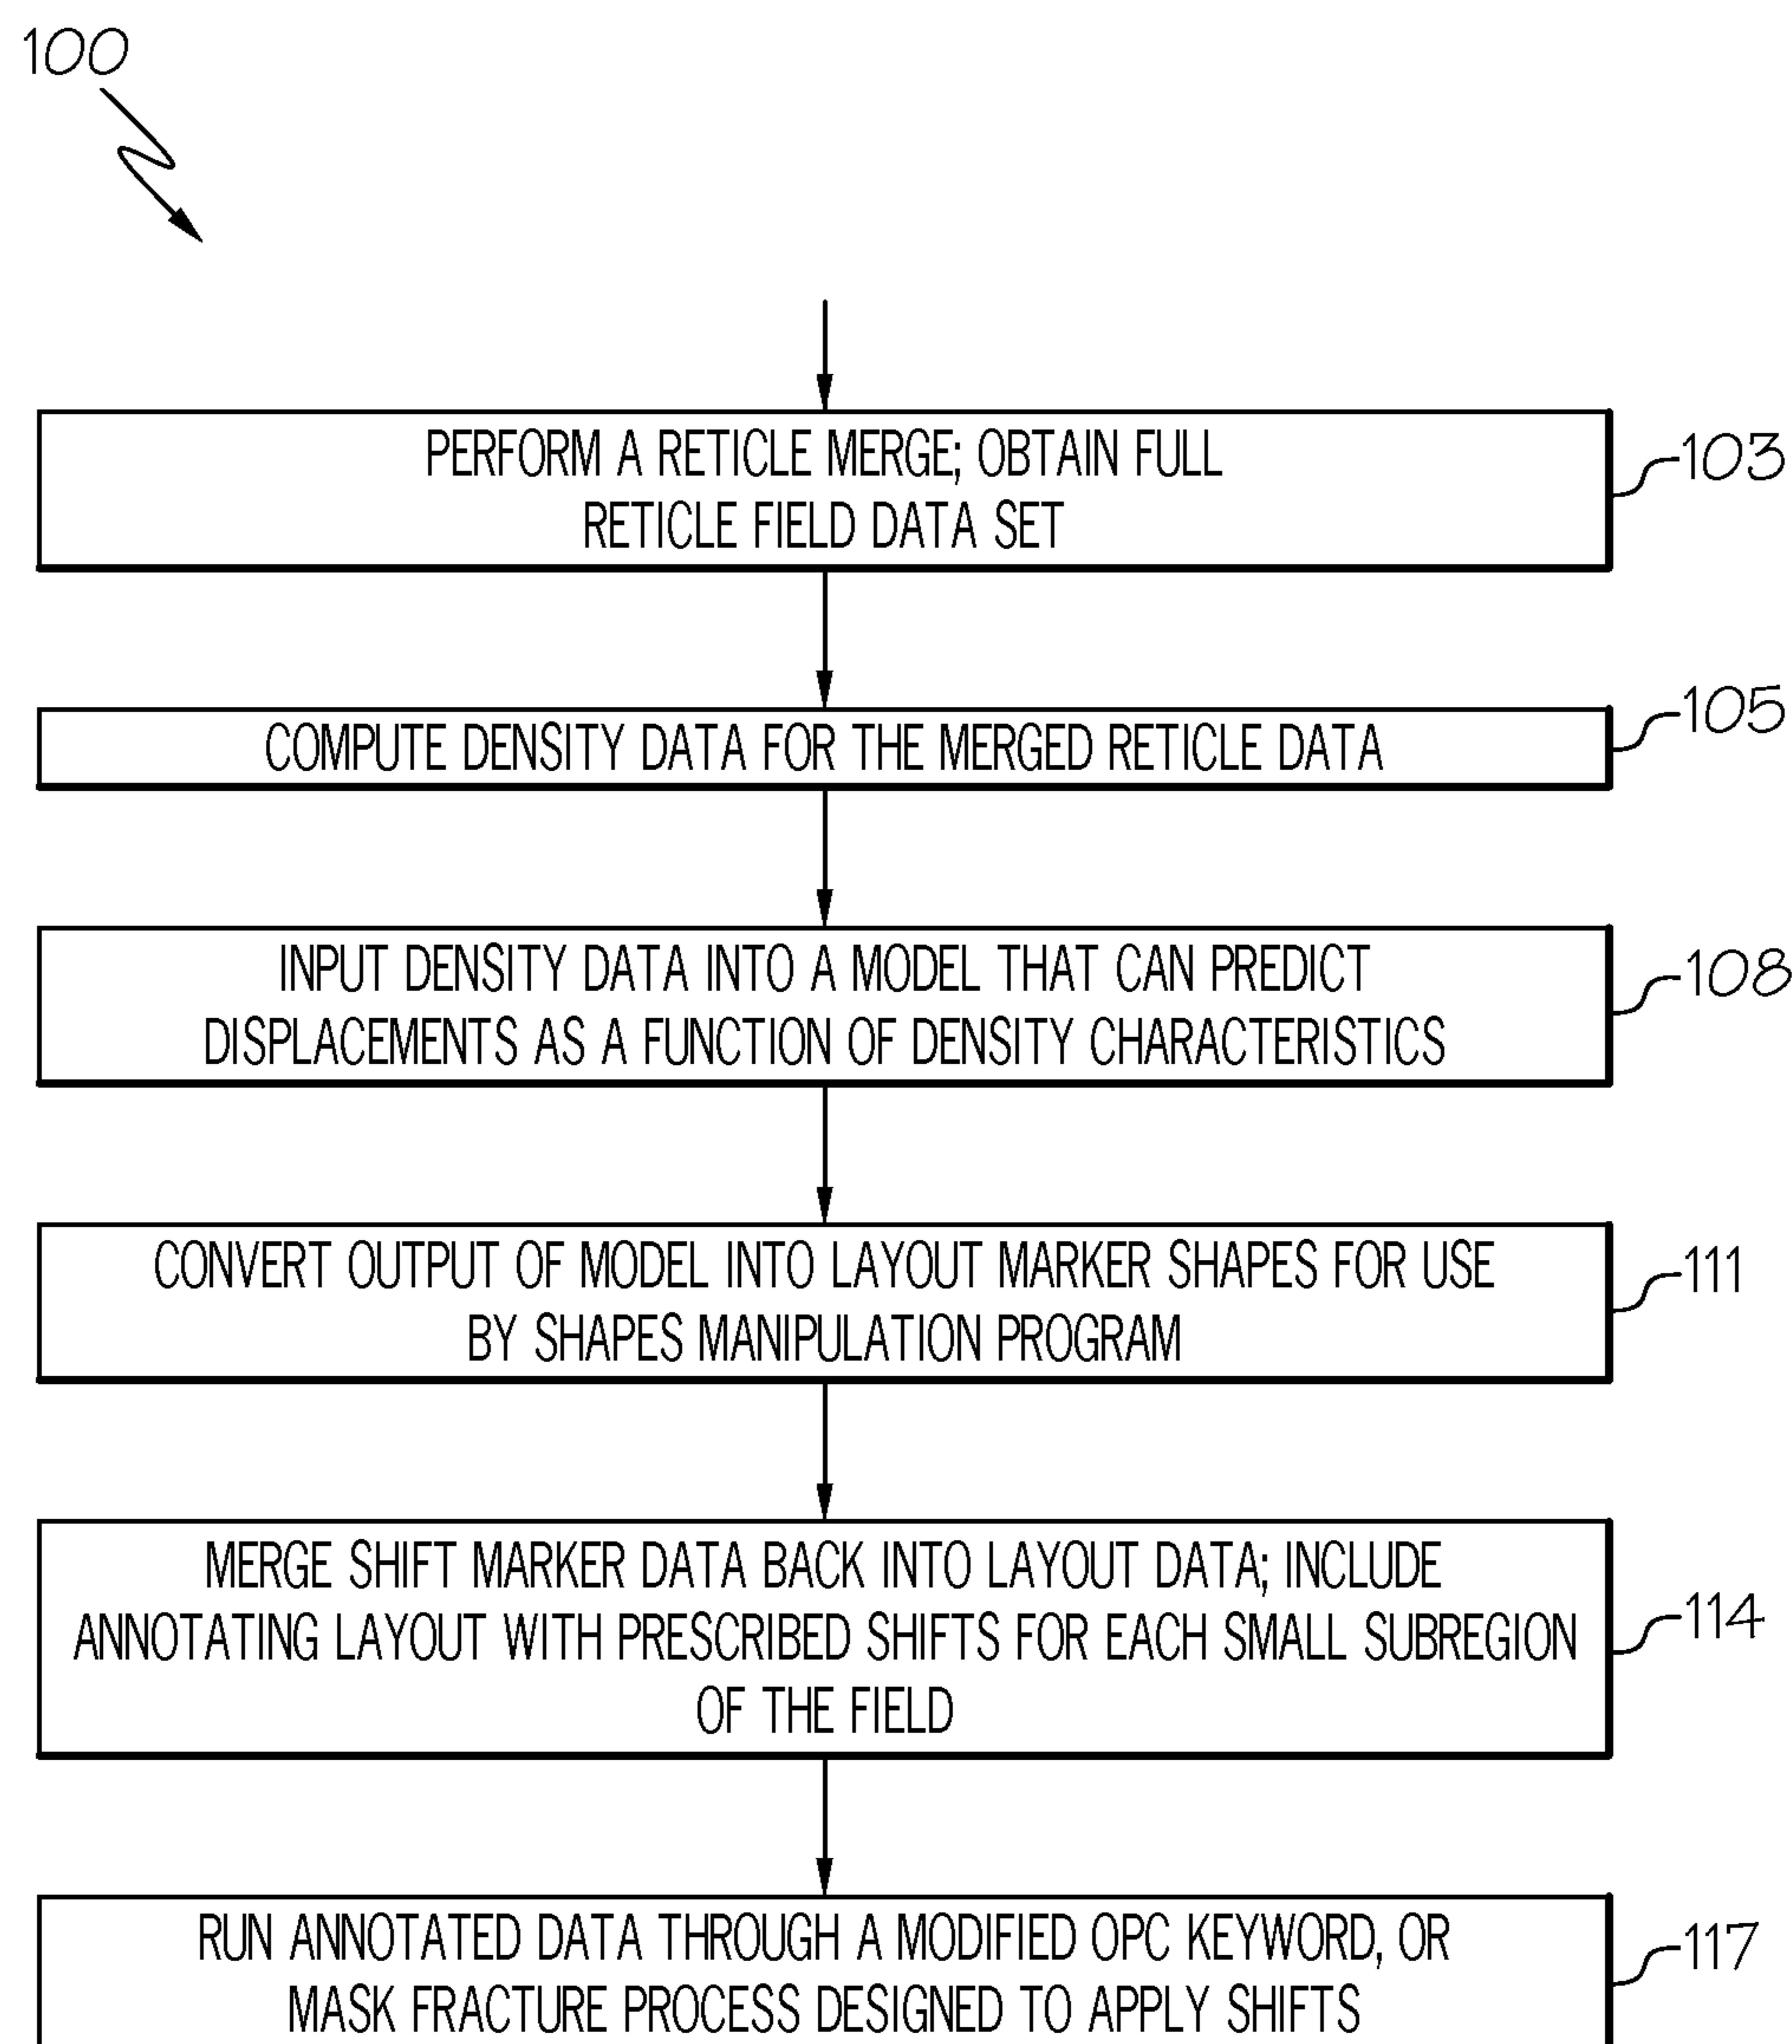 100
PERFORM A RETICLE MERGE; OBTAIN FULL
RETICLE FIELD DATA SET
103
COMPUTE DENSITY DATA FOR THE MERGED RETICLE DATA
105
INPUT DENSITY DATA INTO A MODEL THAT CAN PREDICT
DISPLACEMENTS AS A FUNCTION OF DENSITY CHARACTERISTICS
108
CONVERT OUTPUT OF MODEL INTO LAYOUT MARKER SHAPES FOR USE
BY SHAPES MANIPULATION PROGRAM
111
MERGE SHIFT MARKER DATA BACK INTO LAYOUT DATA; INCLUDE
ANNOTATING LAYOUT WITH PRESCRIBED SHIFTS FOR EACH SMALL SUBREGION
OF THE FIELD
114
RUN ANNOTATED DATA THROUGH A MODIFIED OPC KEYWORD, OR
MASK FRACTURE PROCESS DESIGNED TO APPLY SHIFTS
117